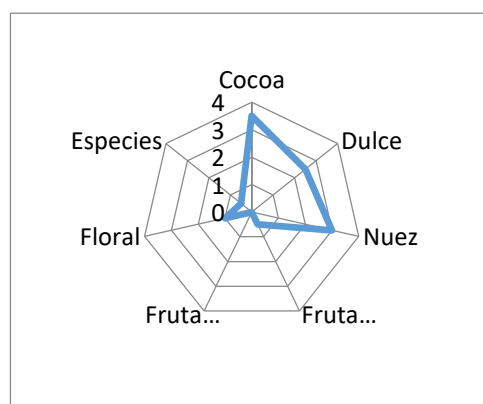 Cocoa
4
3
2
1
0
Dulce
Nuez
Fruta...
Fruta...
Floral
Especies